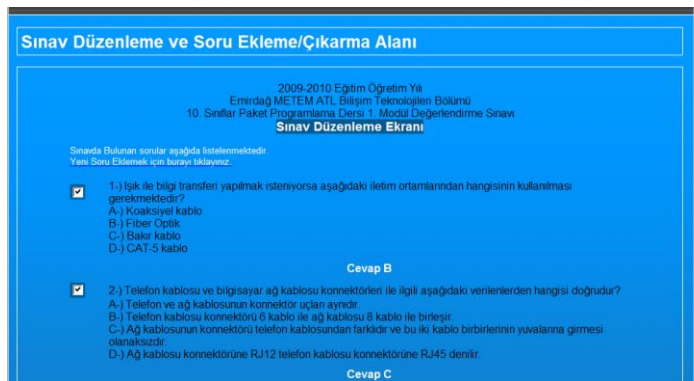 Sınav Düzenleme ve Soru Ekleme/Çıkarma Alanı
2009-2010 Eğitim Öğretim Yılı
Emirdağ METEM ATL Bilişim Teknolojileri Bölümü
10. Sınıflar Paket Programlama Dersi 1. Modül Değerlendirme Sınavı
Sınav Düzenleme Ekranı
Sınavda Bulunan sorular aşağıda listelenmektedir.
Yeni Soru Eklemek için burayı tıklayınız.
1-) Işık ile bilgi transferi yapılmak isteniyorsa aşağıdaki iletim ortamlarından hangisinin kullanılması
gerekmektedir?
A-) Koaksiyel kablo
B-) Fiber Optik
C-) Bakır kablo
D-) CAT-5 kablo
Cevap B
2-) Telefon kablosu ve bilgisayar ağ kablosu konnektörleri ile ilgili aşağıdaki verilenlerden hangisi doğrudur?
A-) Telefon ve ağ kablosunun konnektör uçları aynıdır.
B-) Telefon kablosu konnektörü 6 kablo ile ağ kablosu 8 kablo ile birleşir.
C-) Ağ kablosunun konnektörü telefon kablosundan farklıdır ve bu iki kablo birbirlerinin yuvalarına girmesi
olanaksızdır.
D-) Ağ kablosu konnektörüne RJ12 telefon kablosu konnektörüne RJ45 denilir.
Cevap C